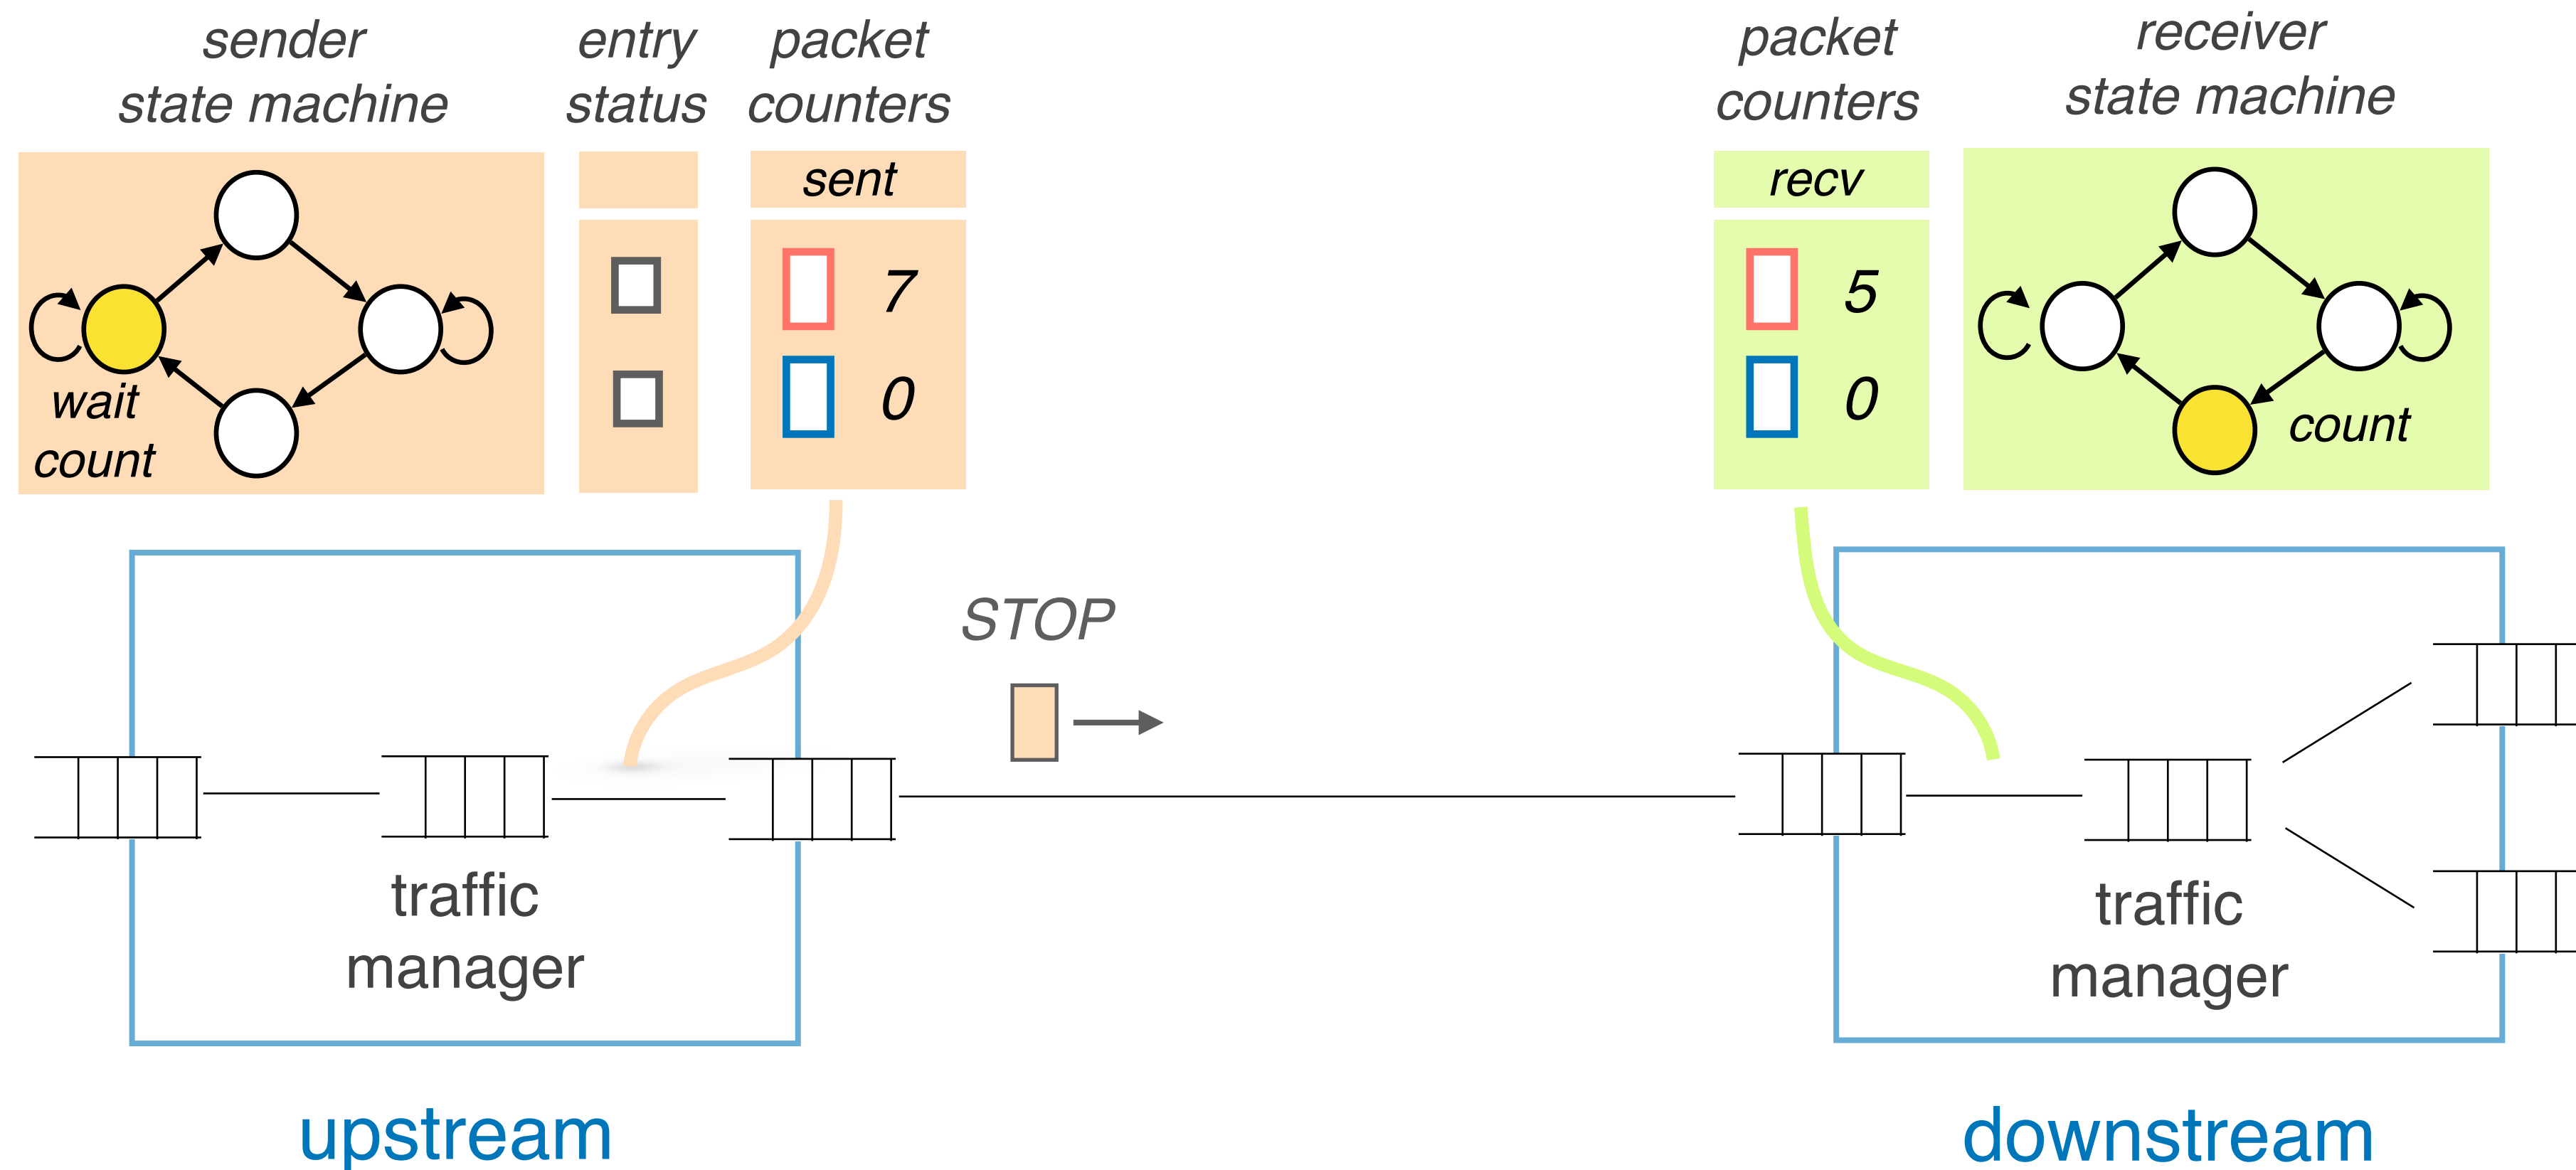 sender
state machine
entry
status
packet
counters
packet
counters
receiver
state machine
sent
recv
7
0
5
0
wait
count
count
STOP
traffic
manager
traffic
manager
upstream
downstream